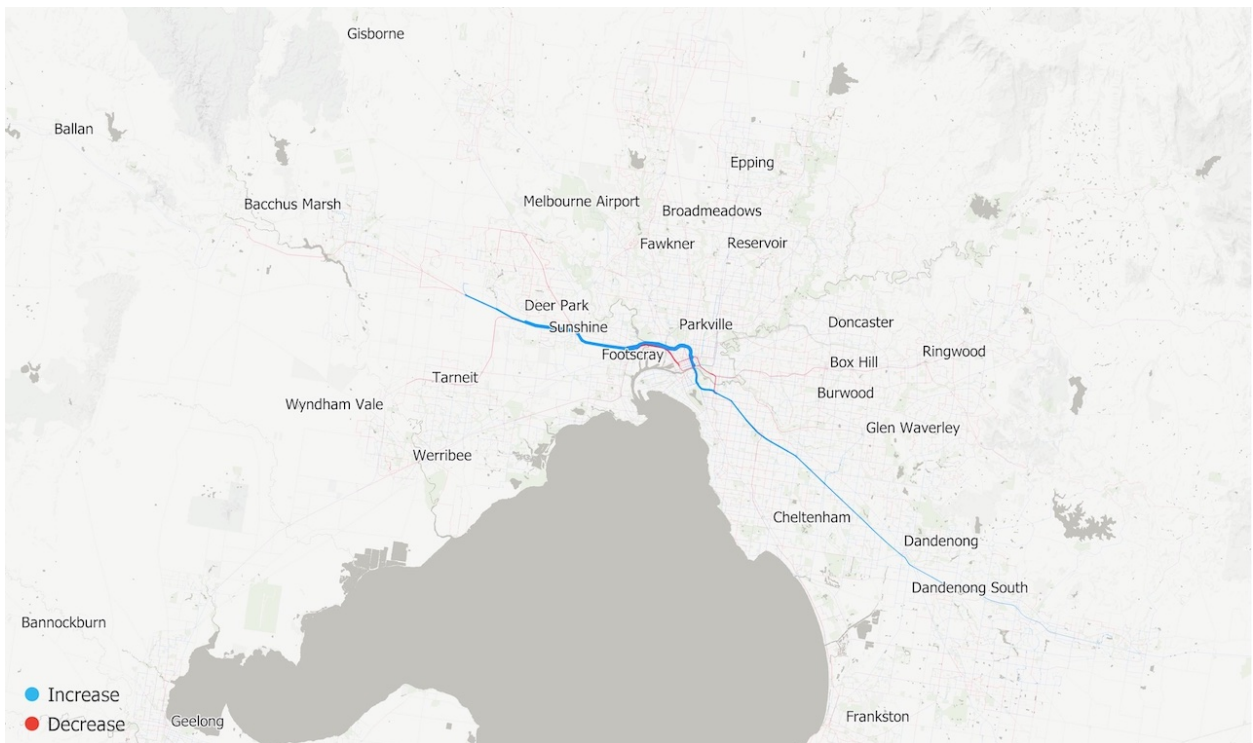 Gisborne
Ballan
Epping
Bacchus Marsh
Melbourne Airport
Broadmeadows
Fawkner
Reservoir
Deer Park
Sunshine
Parkville
Doncaster
Footscray
Box Hill
Ringwood
Tarneit
Burwood
Wyndham Vale
Glen Waverley
Werribee
Cheltenham
Dandenong
Dandenong South
Bannockburn
Increase
Decrease
Geelong
Frankston